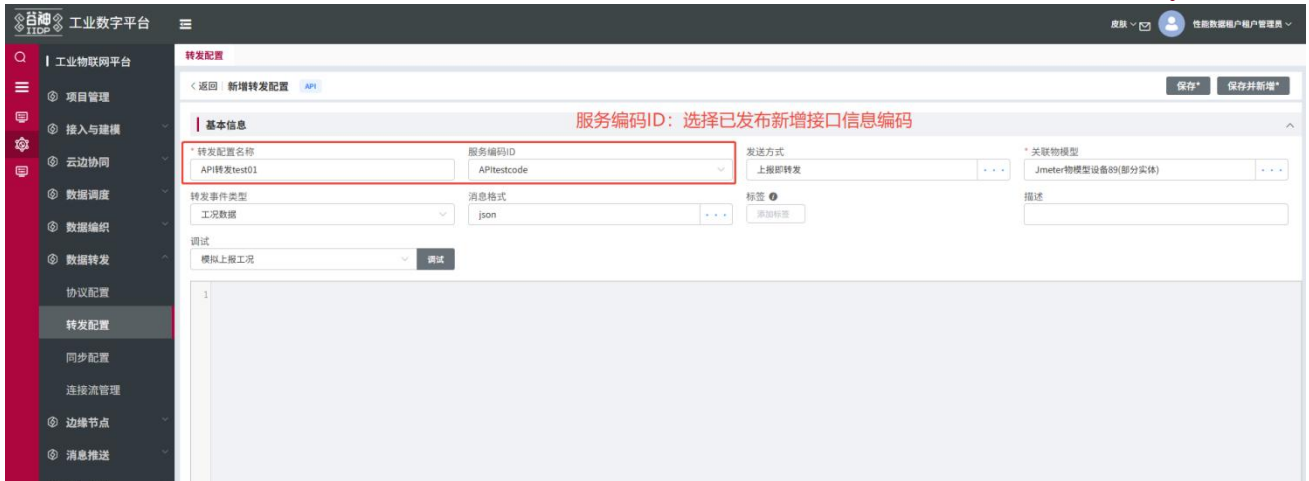 谷神 IIDP 工业数字平台
皮肤 性能数据租户租户管理员
工业物联网平台
项目管理
接入与建模
云边协同
数据调度
数据编织
数据转发
协议配置
转发配置
同步配置
连接流管理
边缘节点
消息推送
转发配置
返回 新增转发配置 API
保存* 保存并新增*
基本信息
服务编码ID：选择已发布新增接口信息编码
* 转发配置名称 服务编码ID 发送方式 * 关联物模型
API转发test01 APItestcode 上报即转发 ... Jmeter物模型设备89(部分实体) ...
转发事件类型 消息格式 标签 描述
工况数据 json ... 添加标签
调试
模拟上报工况 调试
1